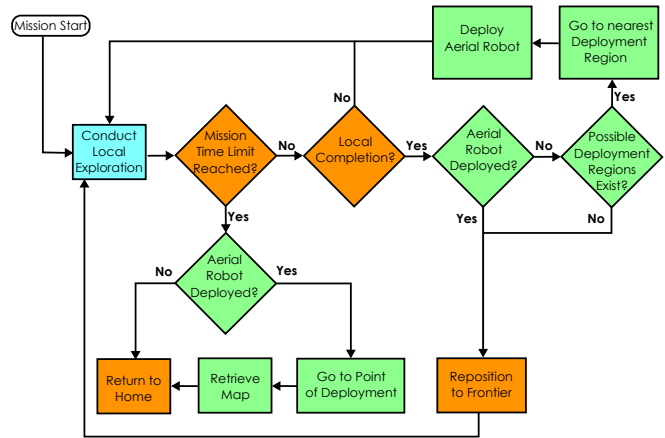 Mission Start
Deploy
Aerial Robot
Go to nearest
Deployment
Region
No
Yes
Conduct
Local
Exploration
Mission
Time Limit
Reached?
No
Local
Completion?
Yes
Aerial
Robot
Deployed?
No
Possible
Deployment
Regions
Exist?
Yes
Yes
No
Aerial
Robot
Deployed?
No
Yes
Return to
Home
Retrieve
Map
Go to Point
of Deployment
Reposition
to Frontier